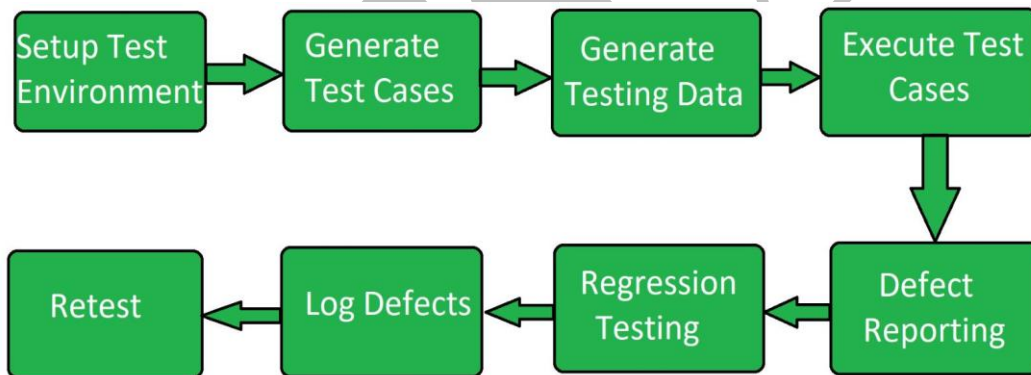 Setup Test
Environment
Generate
Test Cases
Generate
Testing Data
Execute Test
Cases
Defect
Reporting
Regression
Testing
Log Defects
Retest